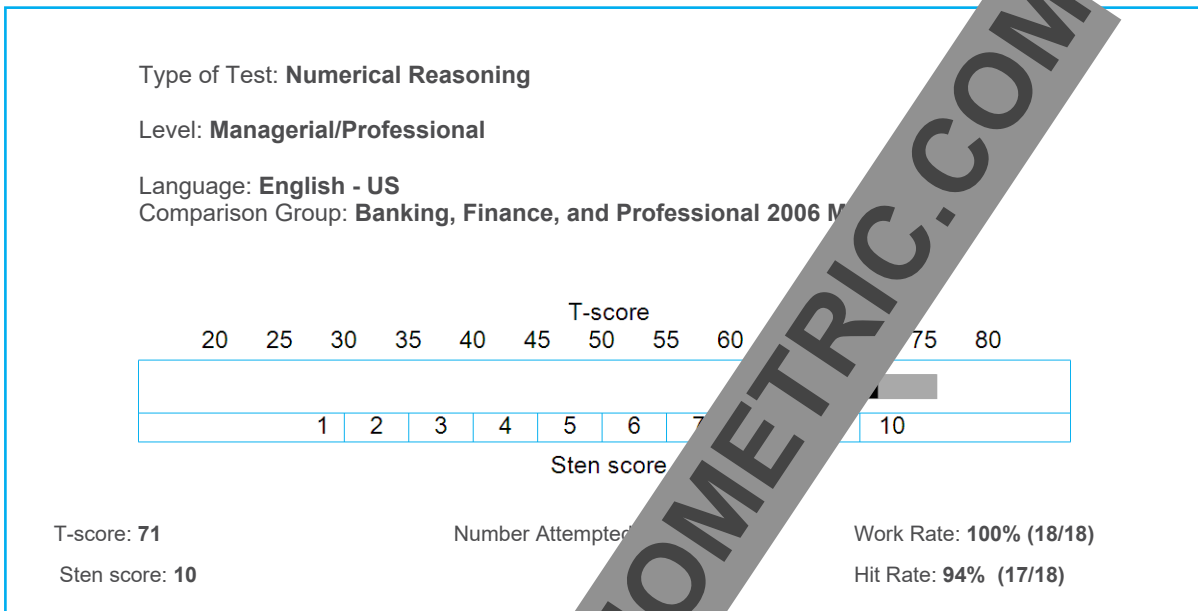 Type of Test: Numerical Reasoning
Level: Managerial/Professional
Language: English - US
Comparison Group: Banking, Finance, and Professional 2006
T-score
20 25 30 35 40 45 50 55 60 75 80
1 2 3 4 5 6 10
Sten score
T-score: 71 Number Attempted Work Rate: 100% (18/18)
Sten score: 10 Hit Rate: 94% (17/18)
OMETRIC.COM